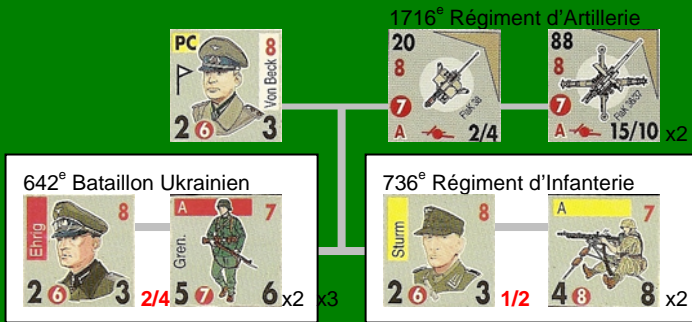 1716e Régiment d'Artillerie
PC 8 Von Beck 2 6 3
20 8 7 FlaK 38 A 2/4
88 8 7 FlaK 36/37 A 15/10 x2
642e Bataillon Ukrainien
Ehrig 8 2 6 3 2/4
A 7 Gren. 5 7 6 x2 x3
736e Régiment d'Infanterie
Sturm 8 2 6 3 1/2
A 7 4 8 8 x2